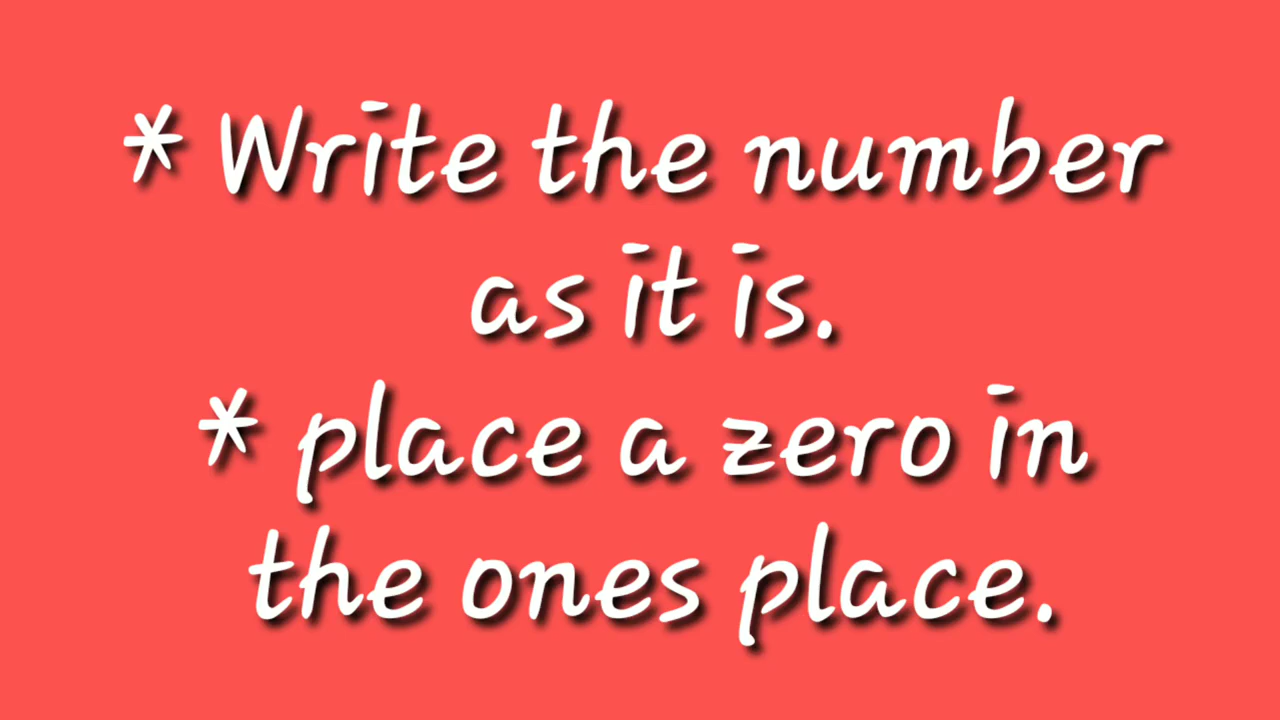 * Write the number
as it is.
* place a zero in
the ones place.